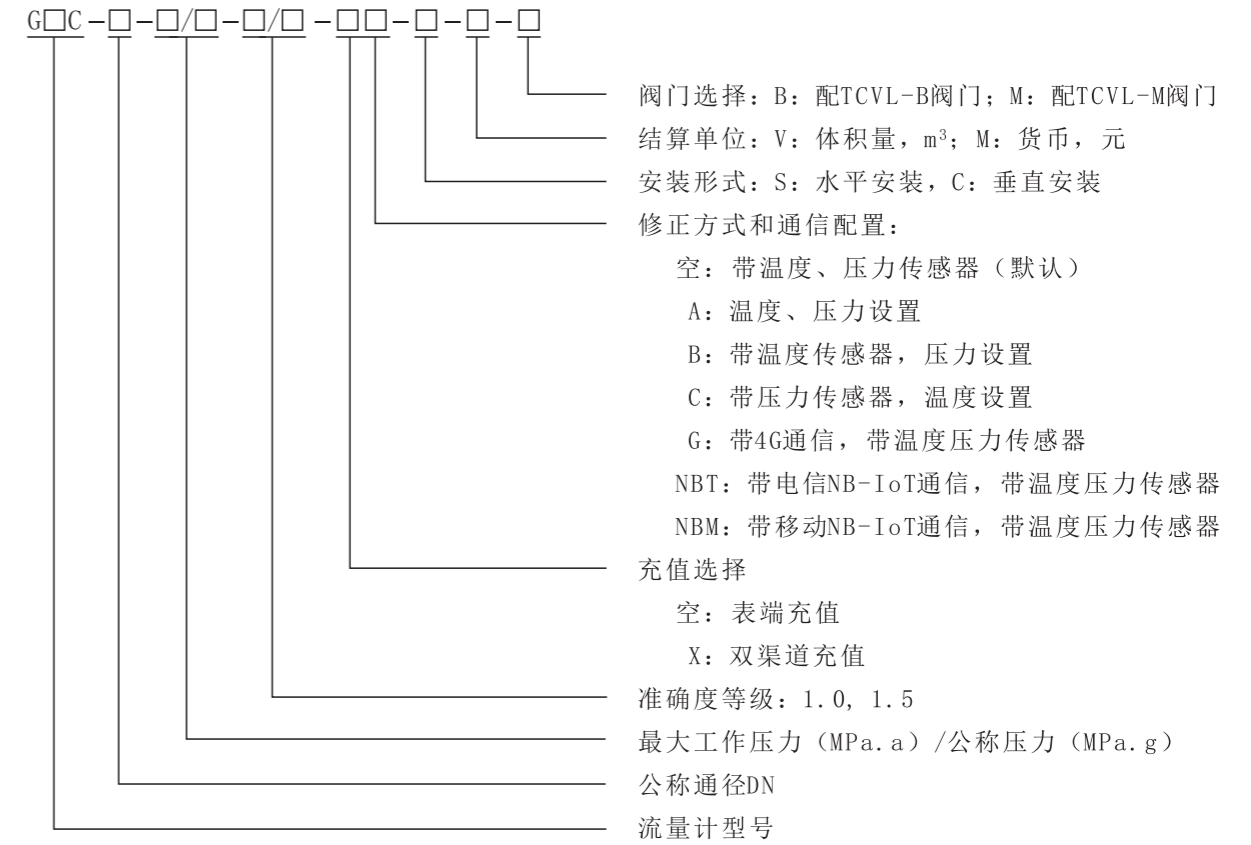 G□C-□-□/□-□/□-□□-□-□-□
阀门选择：B：配TCVL-B阀门；M：配TCVL-M阀门
结算单位：V：体积量，m³；M：货币，元
安装形式：S：水平安装，C：垂直安装
修正方式和通信配置：
空：带温度、压力传感器（默认）
A：温度、压力设置
B：带温度传感器，压力设置
C：带压力传感器，温度设置
G：带4G通信，带温度压力传感器
NBT：带电信NB-IoT通信，带温度压力传感器
NBM：带移动NB-IoT通信，带温度压力传感器
充值选择
空：表端充值
X：双渠道充值
准确度等级：1.0, 1.5
最大工作压力（MPa.a）/公称压力（MPa.g）
公称通径DN
流量计型号